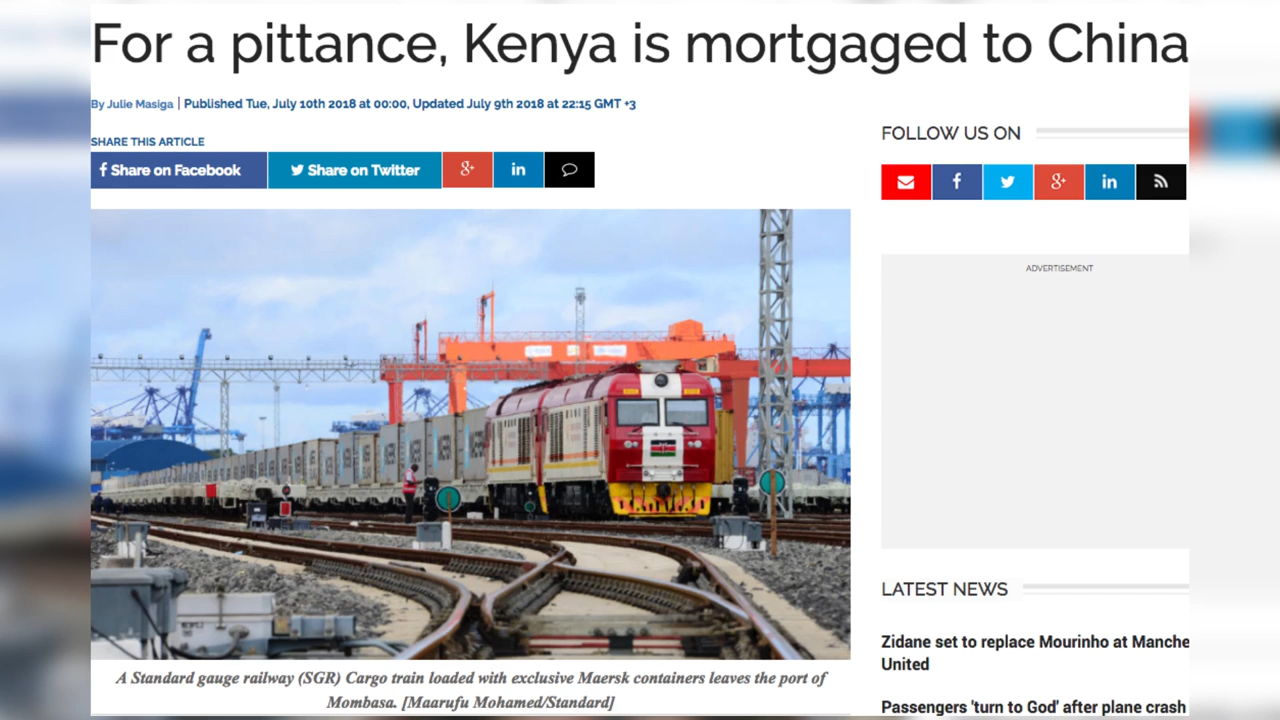 For a pittance, Kenya is mortgaged to China
By Julie Masiga | Published Tue, July 10th 2018 at 00:00, Updated July 9th 2018 at 22:15 GMT +3
SHARE THIS ARTICLE
Share on Facebook
Share on Twitter
FOLLOW US ON
ADVERTISEMENT
A Standard gauge railway (SGR) Cargo train loaded with exclusive Maersk containers leaves the port of
Mombasa. [Maarufu Mohamed/Standard]
LATEST NEWS
Zidane set to replace Mourinho at Manche
United
Passengers 'turn to God' after plane crash